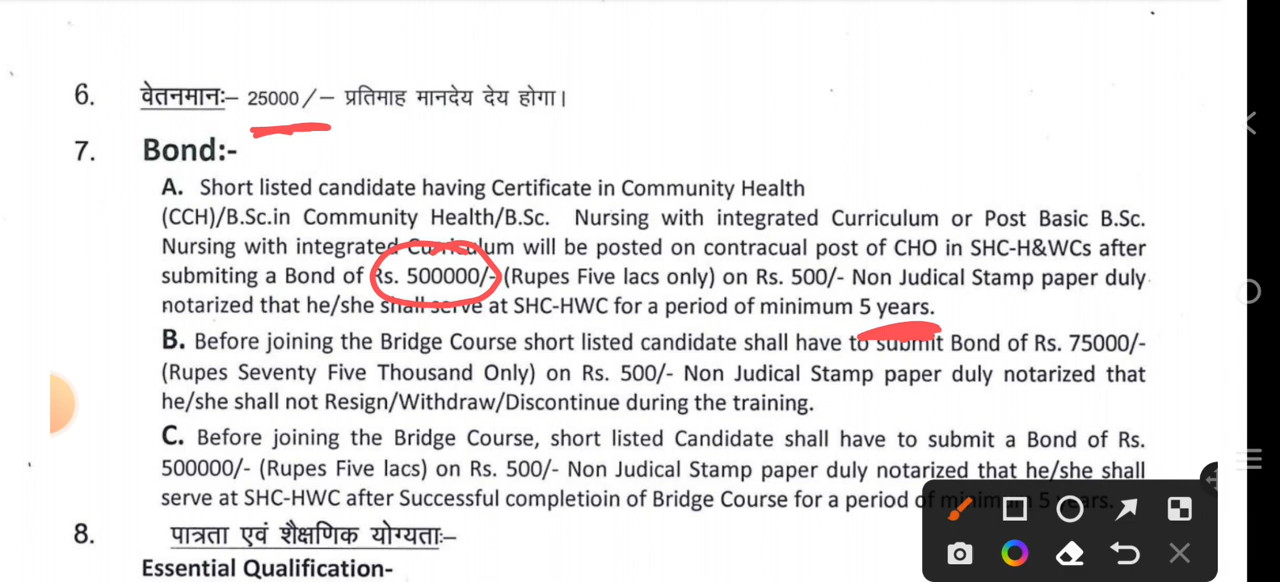 6. वेतनमानः– 25000/– प्रतिमाह मानदेय देय होगा।
7. Bond:-
A. Short listed candidate having Certificate in Community Health
(CCH)/B.Sc.in Community Health/B.Sc. Nursing with integrated Curriculum or Post Basic B.Sc.
Nursing with integrated Curriculum will be posted on contracual post of CHO in SHC-H&WCs after
submiting a Bond of Rs. 500000/- (Rupes Five lacs only) on Rs. 500/- Non Judical Stamp paper duly
notarized that he/she shall serve at SHC-HWC for a period of minimum 5 years.
B. Before joining the Bridge Course short listed candidate shall have to submit Bond of Rs. 75000/-
(Rupes Seventy Five Thousand Only) on Rs. 500/- Non Judical Stamp paper duly notarized that
he/she shall not Resign/Withdraw/Discontinue during the training.
C. Before joining the Bridge Course, short listed Candidate shall have to submit a Bond of Rs.
500000/- (Rupes Five lacs) on Rs. 500/- Non Judical Stamp paper duly notarized that he/she shall
serve at SHC-HWC after Successful completioin of Bridge Course for a period of minimum 5 years.
8. पात्रता एवं शैक्षणिक योग्यताः–
Essential Qualification-